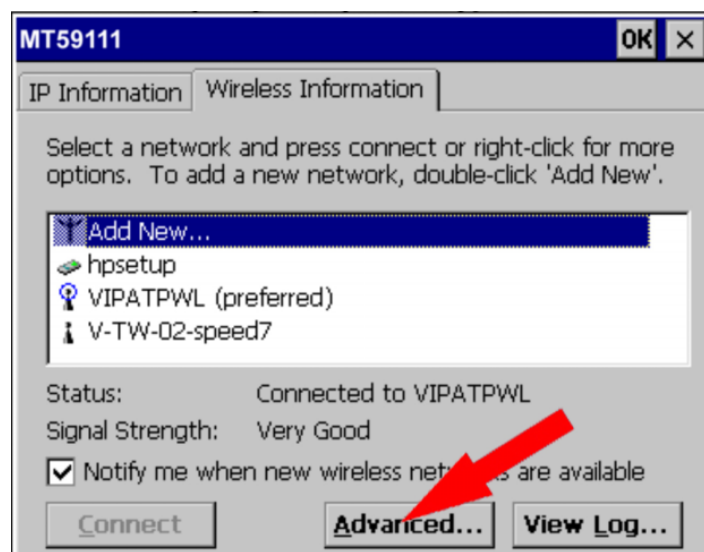 MT59111 OK ×
IP Information Wireless Information
Select a network and press connect or right-click for more
options. To add a new network, double-click 'Add New'.
Add New...
hpsetup
VIPATPWL (preferred)
V-TW-02-speed7
Status: Connected to VIPATPWL
Signal Strength: Very Good
Notify me when new wireless networks are available
Connect Advanced... View Log...